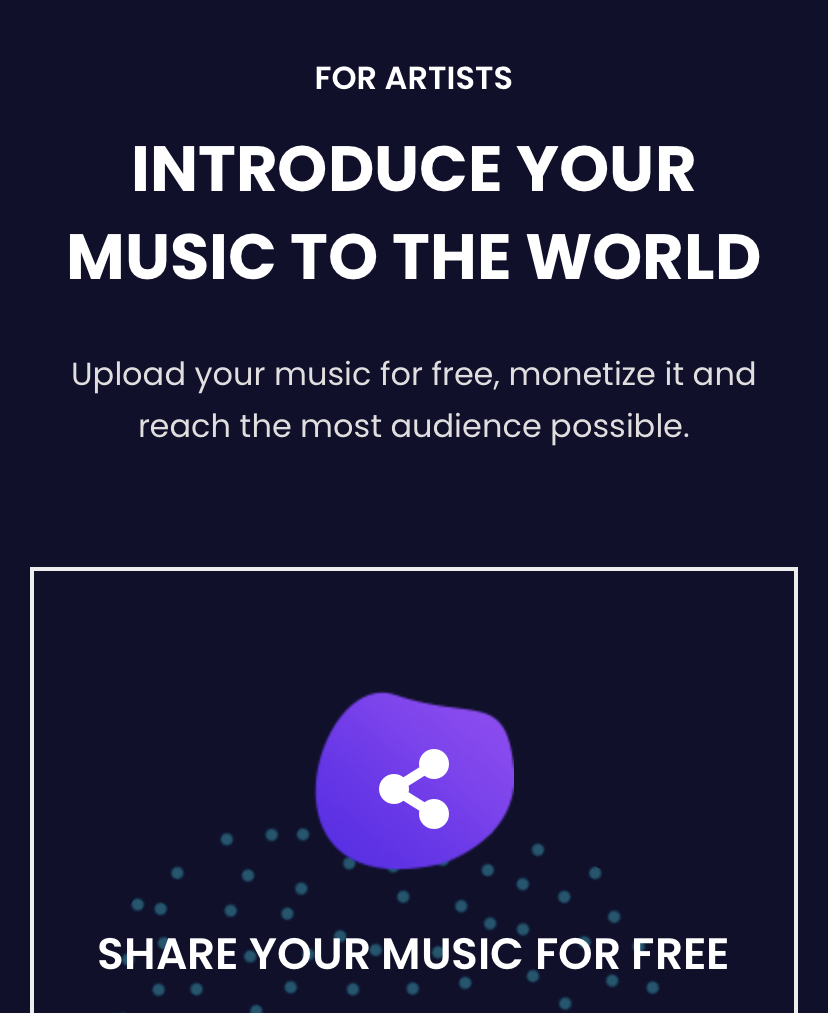 FOR ARTISTS
INTRODUCE YOUR
MUSIC TO THE WORLD
Upload your music for free, monetize it and
reach the most audience possible.
SHARE YOUR MUSIC FOR FREE